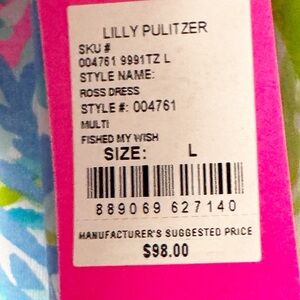 LILLY PULITZER
SKU #
004761 9991TZ L
STYLE NAME:
ROSS DRESS
STYLE #: 004761
MULTI
FISHED MY WISH
SIZE: L
889069 627140
MANUFACTURER'S SUGGESTED PRICE
$98.00